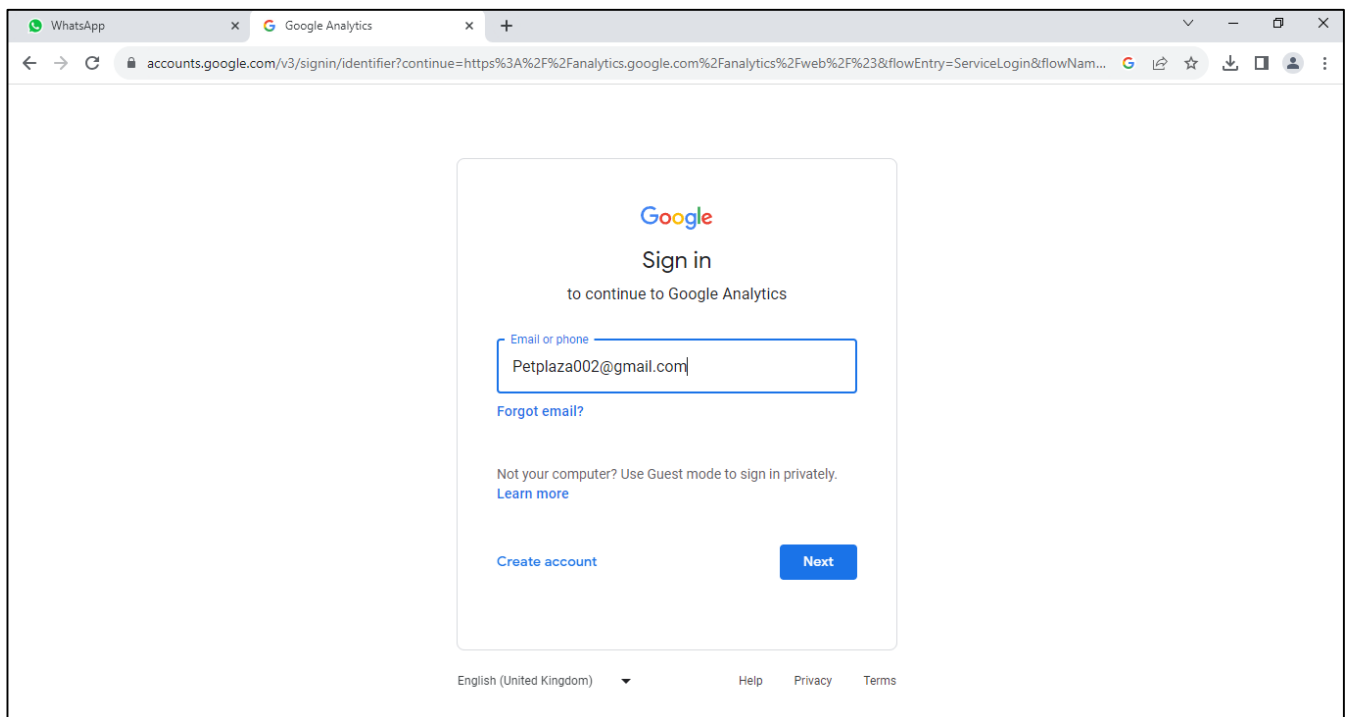 WhatsApp
Google Analytics
accounts.google.com/v3/signin/identifier?continue=https%3A%2F%2Fanalytics.google.com%2Fanalytics%2Fweb%2F%23&flowEntry=ServiceLogin&flowNam...
Google
Sign in
to continue to Google Analytics
Email or phone
Petplaza002@gmail.com
Forgot email?
Not your computer? Use Guest mode to sign in privately.
Learn more
Create account
Next
English (United Kingdom)
Help Privacy Terms